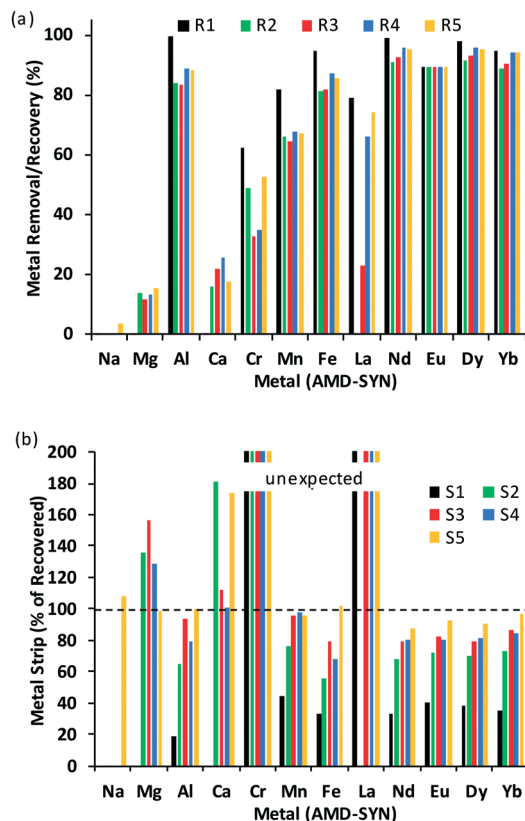 (a)
R1 R2 R3 R4 R5
100
80
60
40
20
0
Metal Removal/Recovery (%)
Na Mg Al Ca Cr Mn Fe La Nd Eu Dy Yb
Metal (AMD-SYN)
(b)
200
180
160
140
120
100
80
60
40
20
0
Metal Strip (% of Recovered)
unexpected
S1 S2
S3 S4
S5
Na Mg Al Ca Cr Mn Fe La Nd Eu Dy Yb
Metal (AMD-SYN)